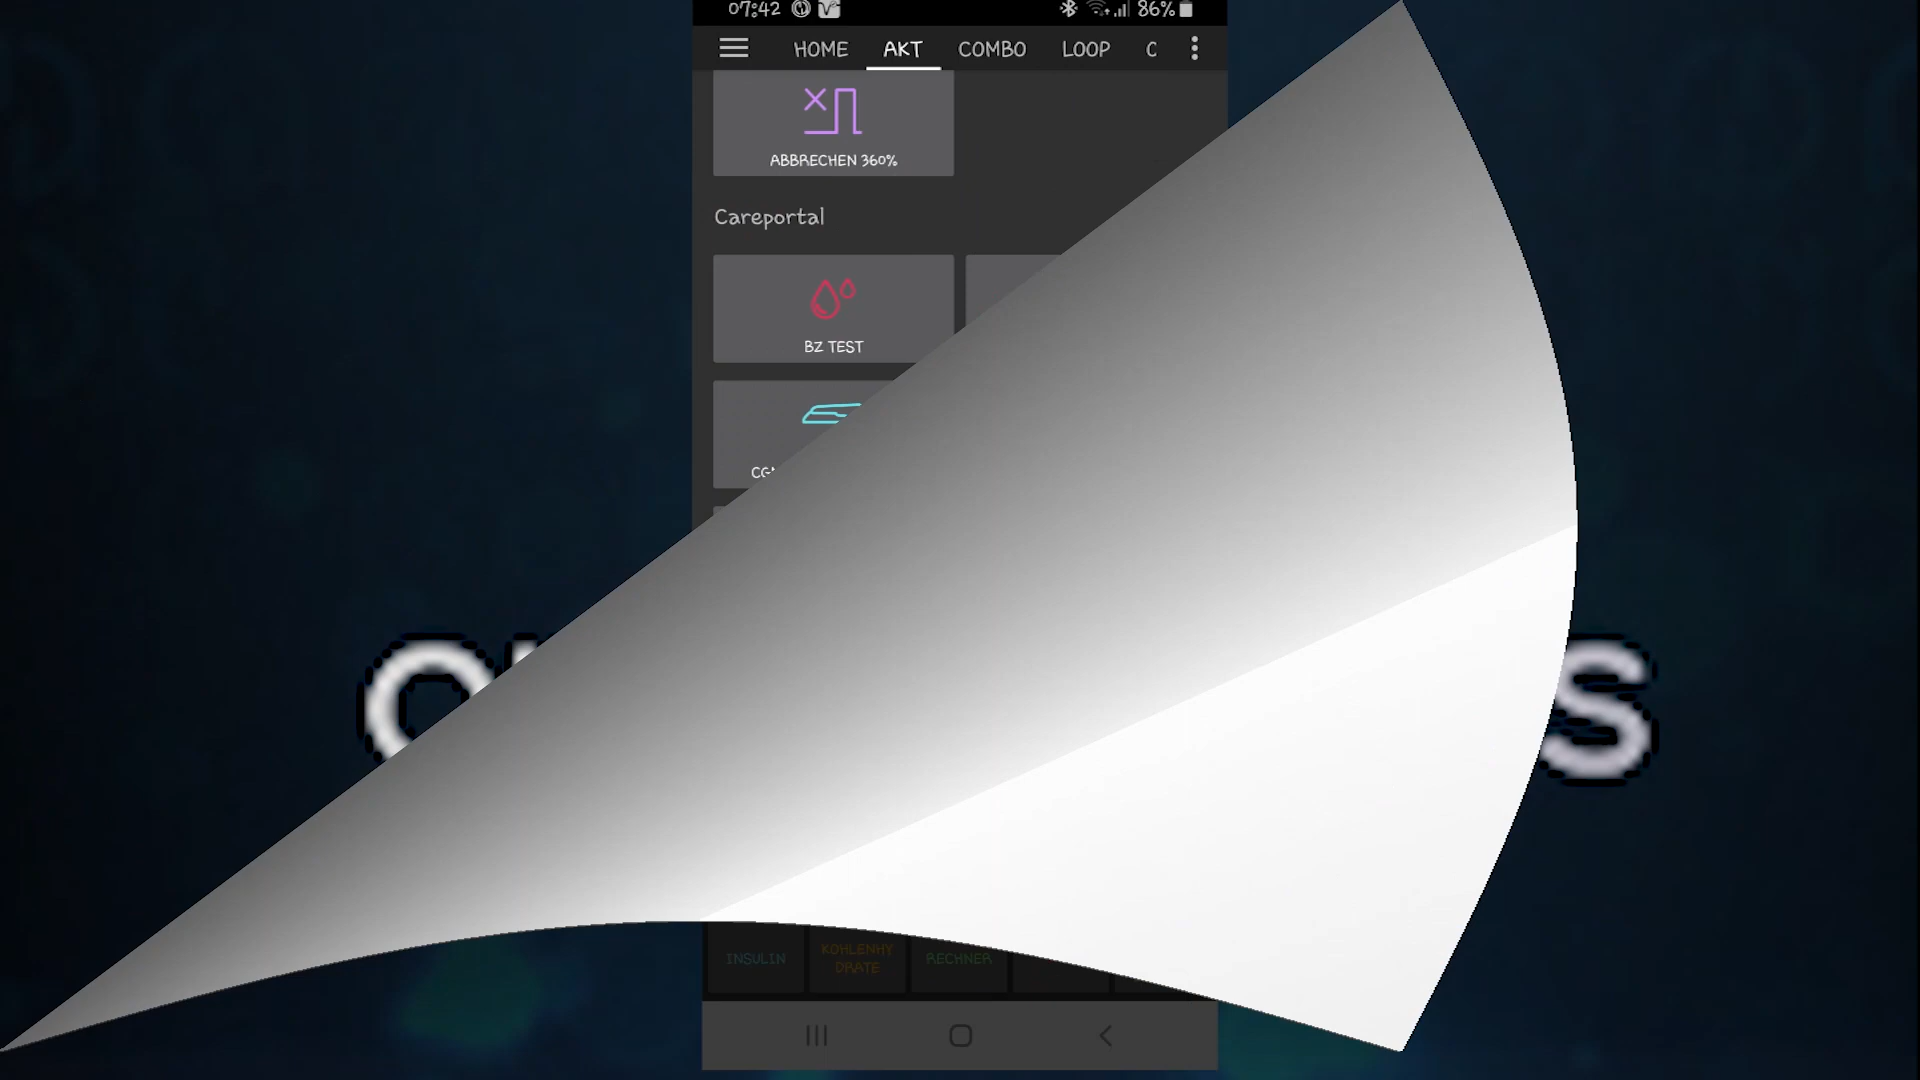 07:42 86%
HOME AKT COMBO LOOP C
ABBRECHEN 360%
Careportal
BZ TEST
INSULIN KOHLENHY
DRATE RECHNER
S